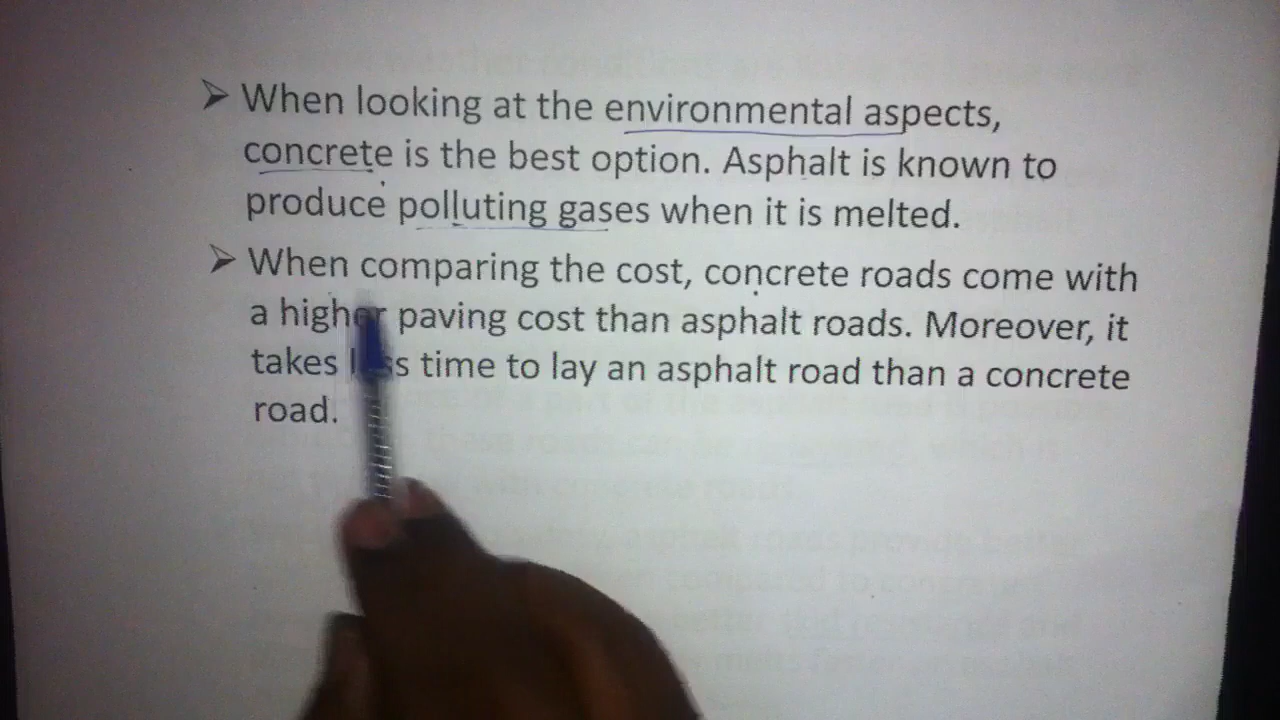 ➢ When looking at the environmental aspects,
concrete is the best option. Asphalt is known to
produce polluting gases when it is melted.
➢ When comparing the cost, concrete roads come with
a higher paving cost than asphalt roads. Moreover, it
takes less time to lay an asphalt road than a concrete
road.